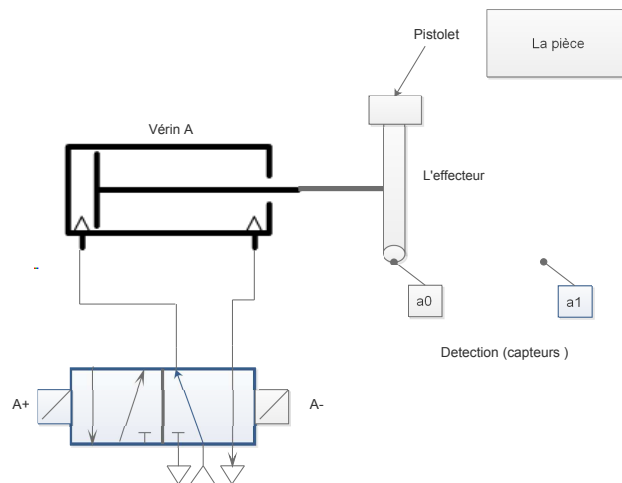 Pistolet
La pièce
Vérin A
L'effecteur
a0
a1
Detection (capteurs )
A+
A-